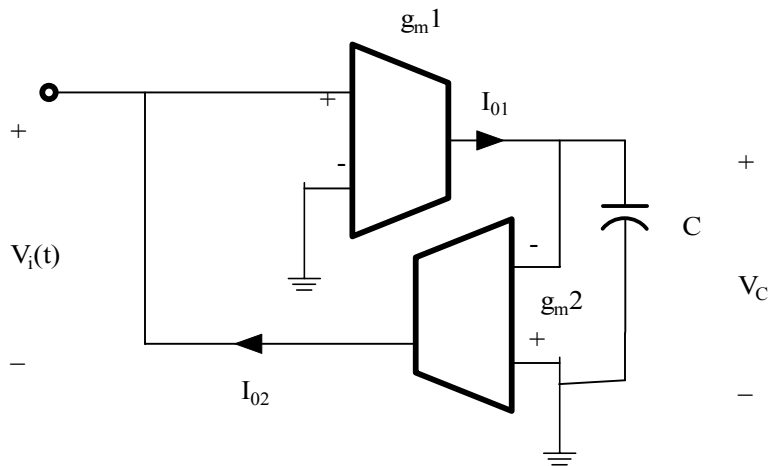 gm1
+
I01
+
+
-
-
C
Vi(t)
VC
gm2
+
–
I02
–